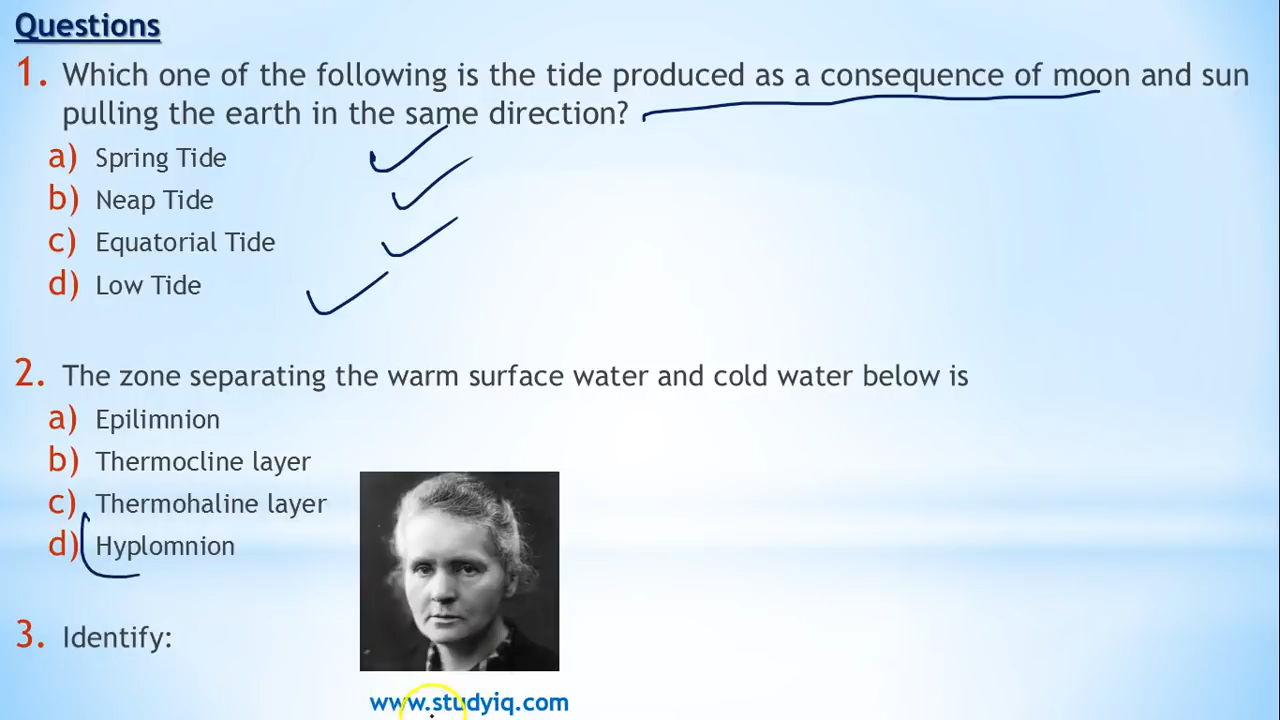 Questions
1. Which one of the following is the tide produced as a consequence of moon and sun
pulling the earth in the same direction?
a) Spring Tide
b) Neap Tide
c) Equatorial Tide
d) Low Tide
2. The zone separating the warm surface water and cold water below is
a) Epilimnion
b) Thermocline layer
c) Thermohaline layer
d) Hyplomnion
3. Identify:
www.studyiq.com